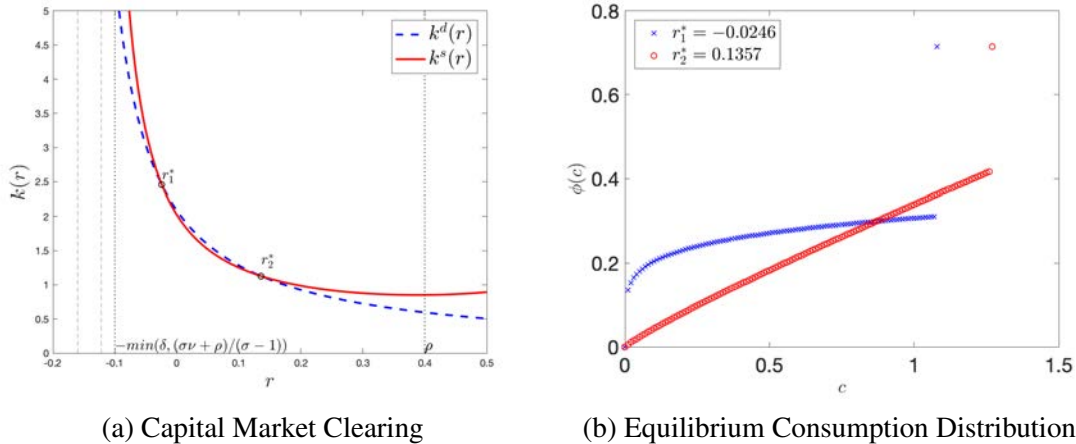 5
4.5
4
3.5
3
2.5
2
1.5
1
0.5
0
k(r)
k^d(r)
k^s(r)
r_1^*
r_2^*
-min(δ, (σν + ρ)/(σ - 1))
ρ
-0.2 -0.1 0 0.1 0.2 0.3 0.4 0.5
r
(a) Capital Market Clearing
0.8
0.6
0.4
0.2
0
ϕ(c)
r_1^* = -0.0246
r_2^* = 0.1357
0 0.5 1 1.5
c
(b) Equilibrium Consumption Distribution